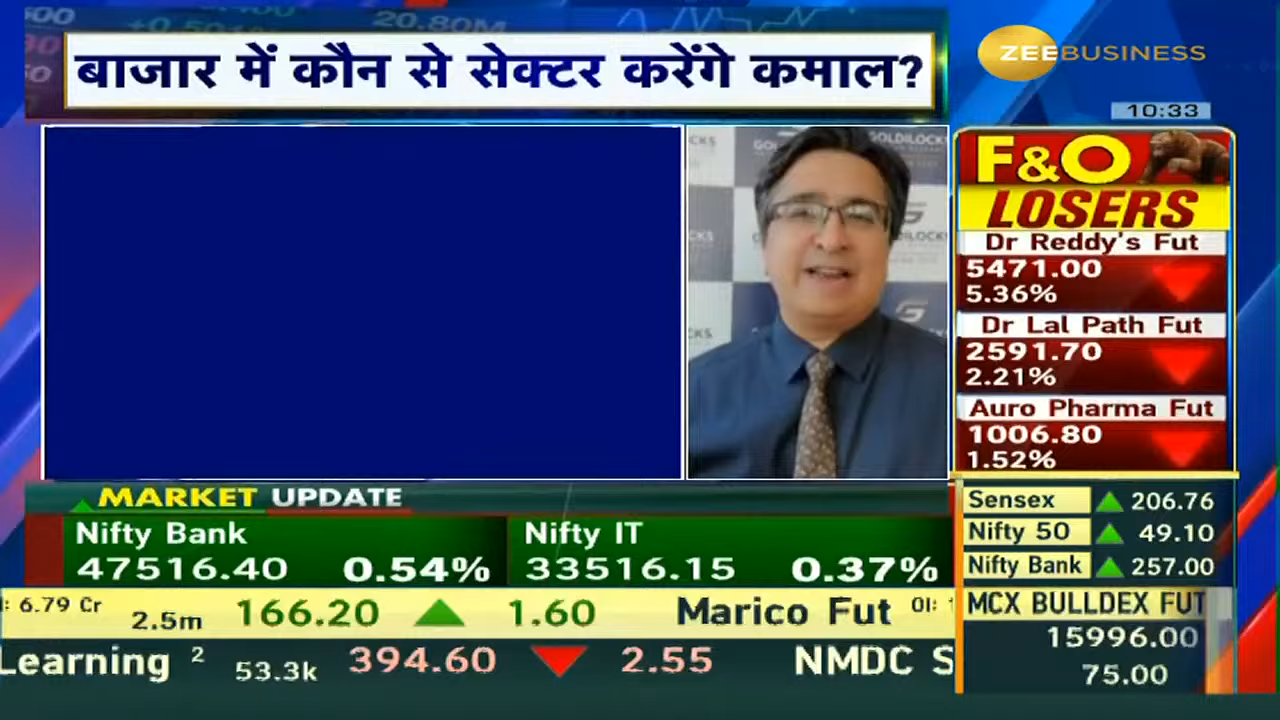 बाजार में कौन से सेक्टर करेंगे कमाल?
20.80M
ZEEBUSINESS
10:33
GOLDILOCKS
F&O
LOSERS
Dr Reddy's Fut
5471.00
5.36%
Dr Lal Path Fut
2591.70
2.21%
Auro Pharma Fut
1006.80
1.52%
MARKET UPDATE
Nifty Bank
47516.40 0.54%
Nifty IT
33516.15 0.37%
Sensex 206.76
Nifty 50 49.10
Nifty Bank 257.00
MCX BULLDEX FUT
15996.00
75.00
: 6.79 Cr 2.5m 166.20 1.60 Marico Fut OI:
Learning 2 53.3k 394.60 2.55 NMDC S